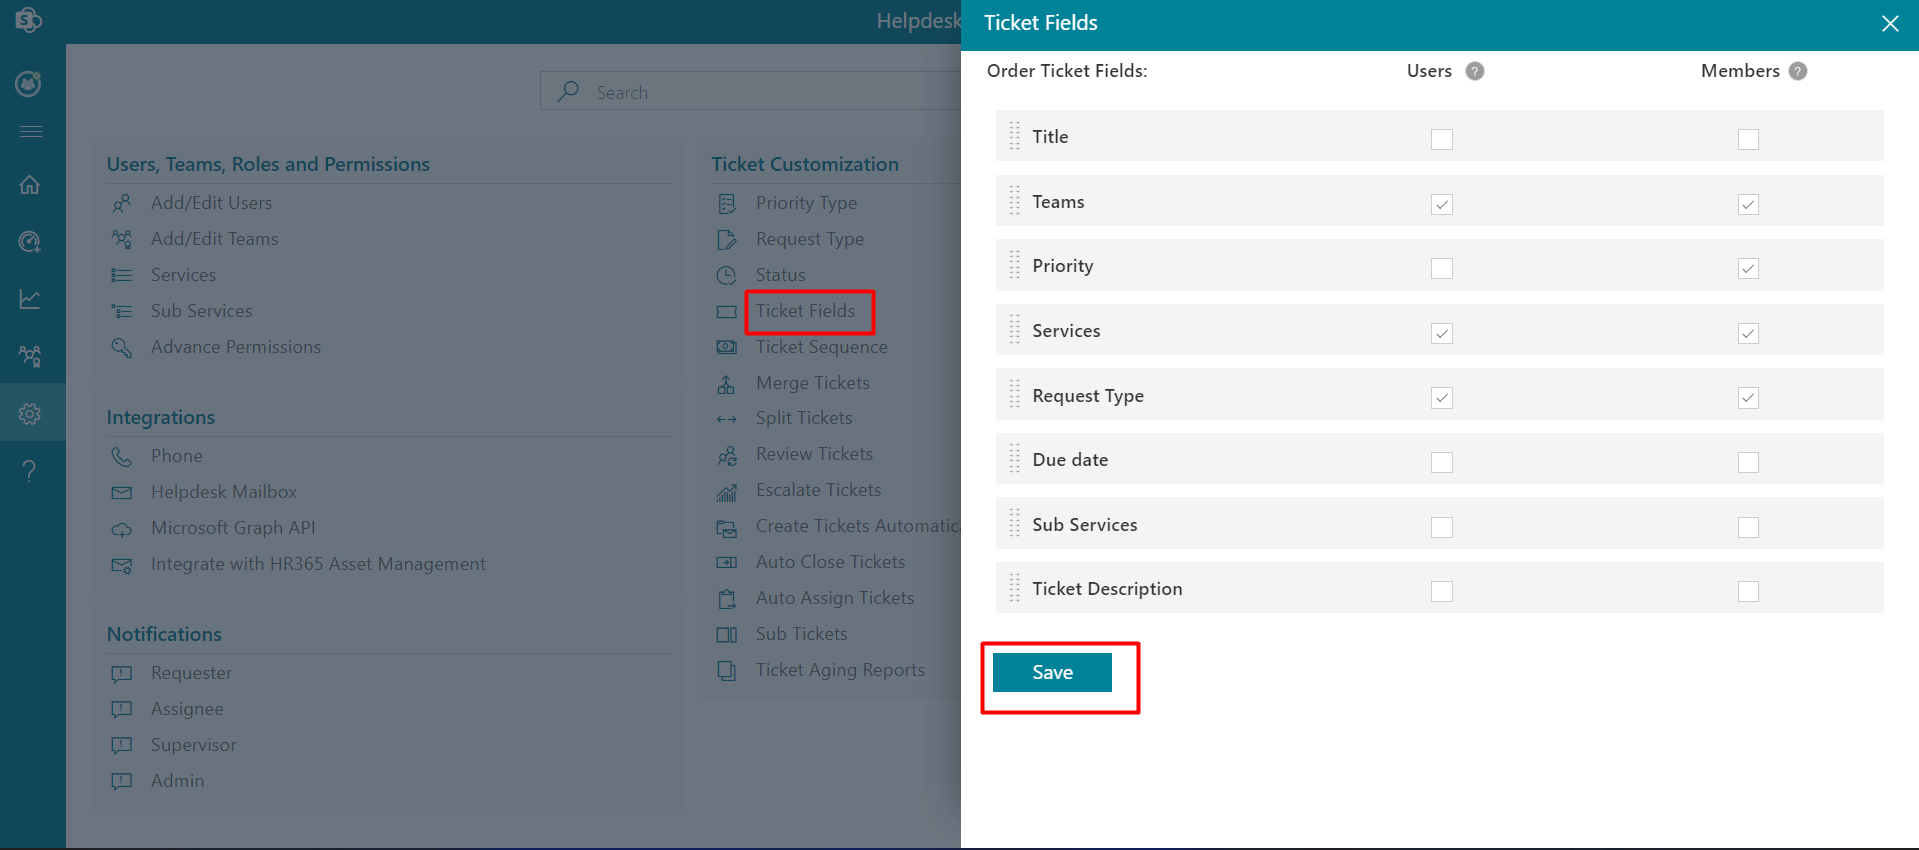 Helpdesk
Search
Users, Teams, Roles and Permissions
Add/Edit Users
Add/Edit Teams
Services
Sub Services
Advance Permissions
Integrations
Phone
Helpdesk Mailbox
Microsoft Graph API
Integrate with HR365 Asset Management
Notifications
Requester
Assignee
Supervisor
Admin
Ticket Customization
Priority Type
Request Type
Status
Ticket Fields
Ticket Sequence
Merge Tickets
Split Tickets
Review Tickets
Escalate Tickets
Create Tickets Automatica
Auto Close Tickets
Auto Assign Tickets
Sub Tickets
Ticket Aging Reports
Ticket Fields
Order Ticket Fields: Users ? Members ?
Title
Teams
Priority
Services
Request Type
Due date
Sub Services
Ticket Description
Save